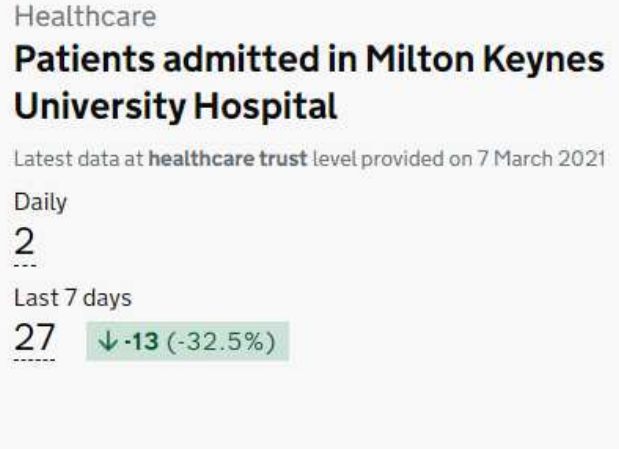 Healthcare
Patients admitted in Milton Keynes
University Hospital
Latest data at healthcare trust level provided on 7 March 2021
Daily
2
Last 7 days
27 ↓ -13 (-32.5%)